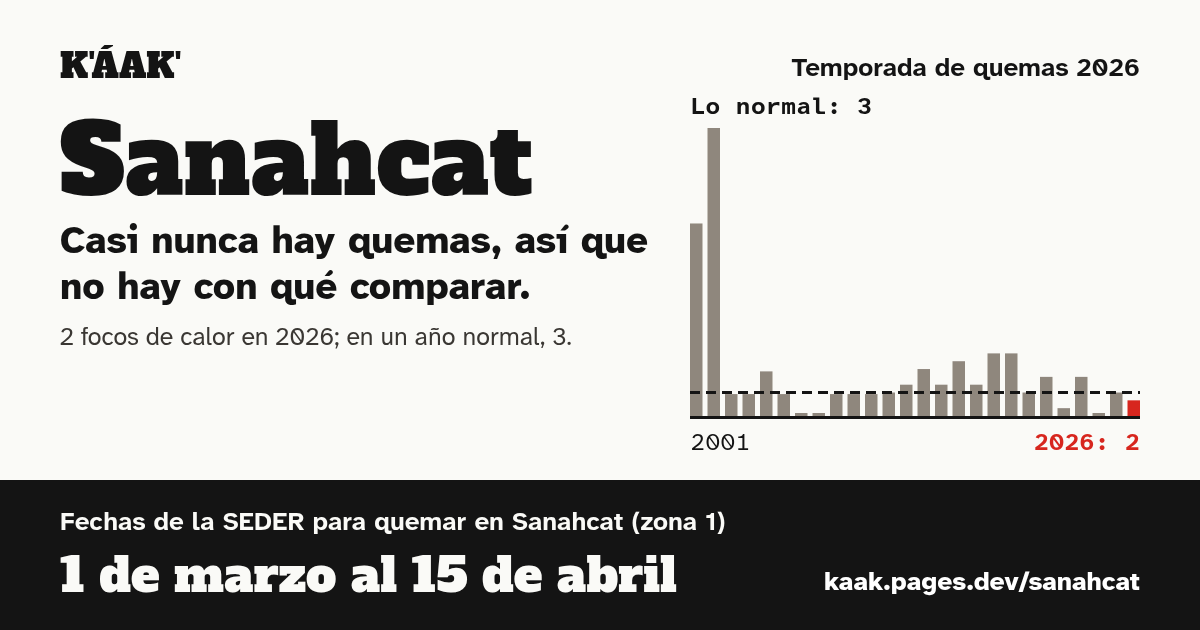 K'ÁAK'
Sanahcat
Casi nunca hay quemas, así que
no hay con qué comparar.
2 focos de calor en 2026; en un año normal, 3.
Temporada de quemas 2026
Lo normal: 3
2001
2026: 2
Fechas de la SEDER para quemar en Sanahcat (zona 1)
1 de marzo al 15 de abril
kaak.pages.dev/sanahcat